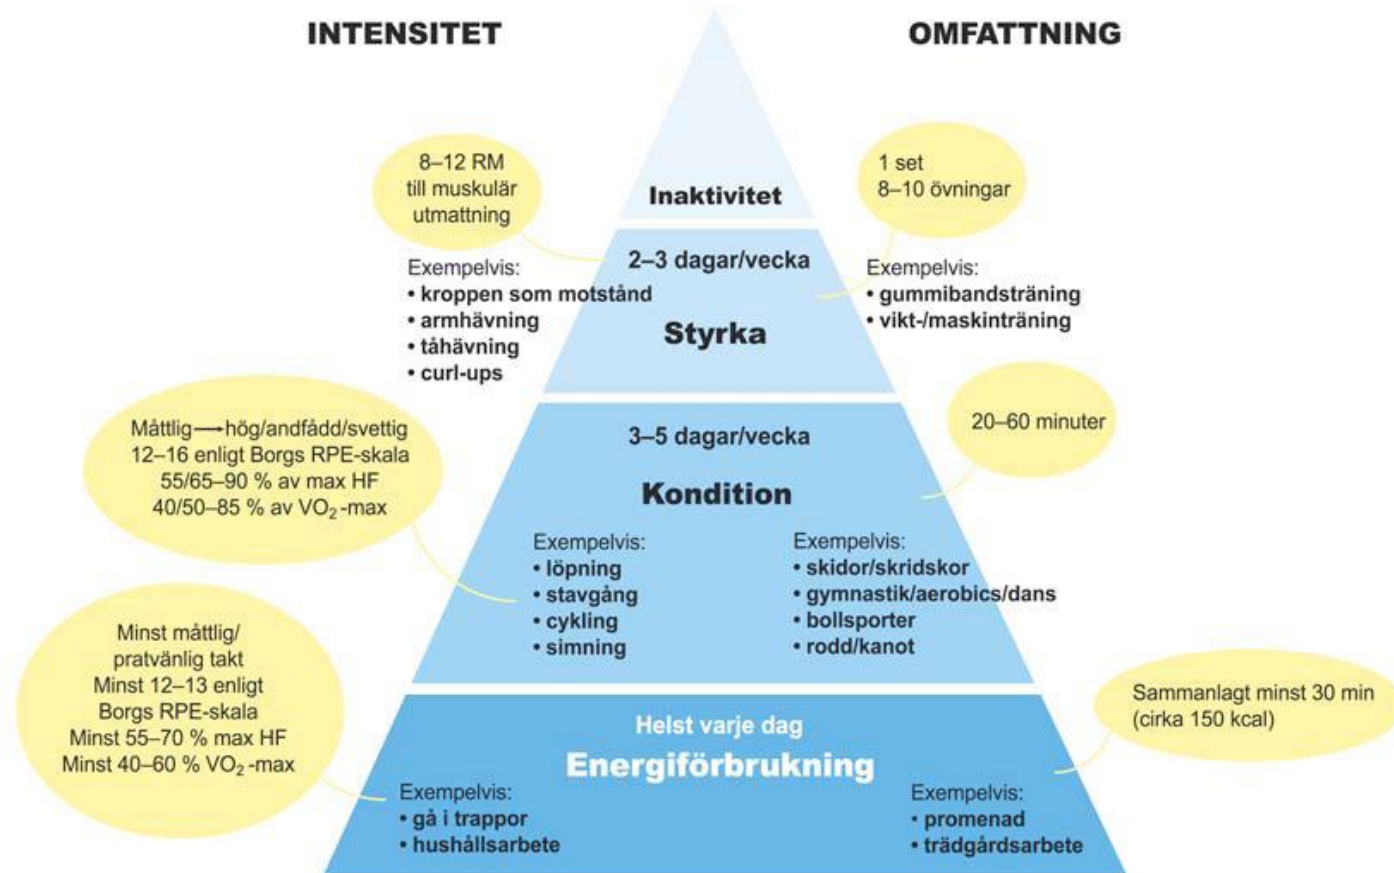 INTENSITET
OMFATTNING
8–12 RM
till muskulär
utmattning
1 set
8–10 övningar
Inaktivitet
2–3 dagar/vecka
Styrka
Exempelvis:
• kroppen som motstånd
• armhävning
• tåhävning
• curl-ups
Exempelvis:
• gummibandsträning
• vikt-/maskinträning
Måttlig⟶hög/andfådd/svettig
12–16 enligt Borgs RPE-skala
55/65–90 % av max HF
40/50–85 % av VO₂-max
20–60 minuter
3–5 dagar/vecka
Kondition
Exempelvis:
• löpning
• stavgång
• cykling
• simning
Exempelvis:
• skidor/skridskor
• gymnastik/aerobics/dans
• bollsporter
• rodd/kanot
Minst måttlig/
pratvänlig takt
Minst 12–13 enligt
Borgs RPE-skala
Minst 55–70 % max HF
Minst 40–60 % VO₂-max
Sammanlagt minst 30 min
(cirka 150 kcal)
Helst varje dag
Energiförbrukning
Exempelvis:
• gå i trappor
• hushållsarbete
Exempelvis:
• promenad
• trädgårdsarbete